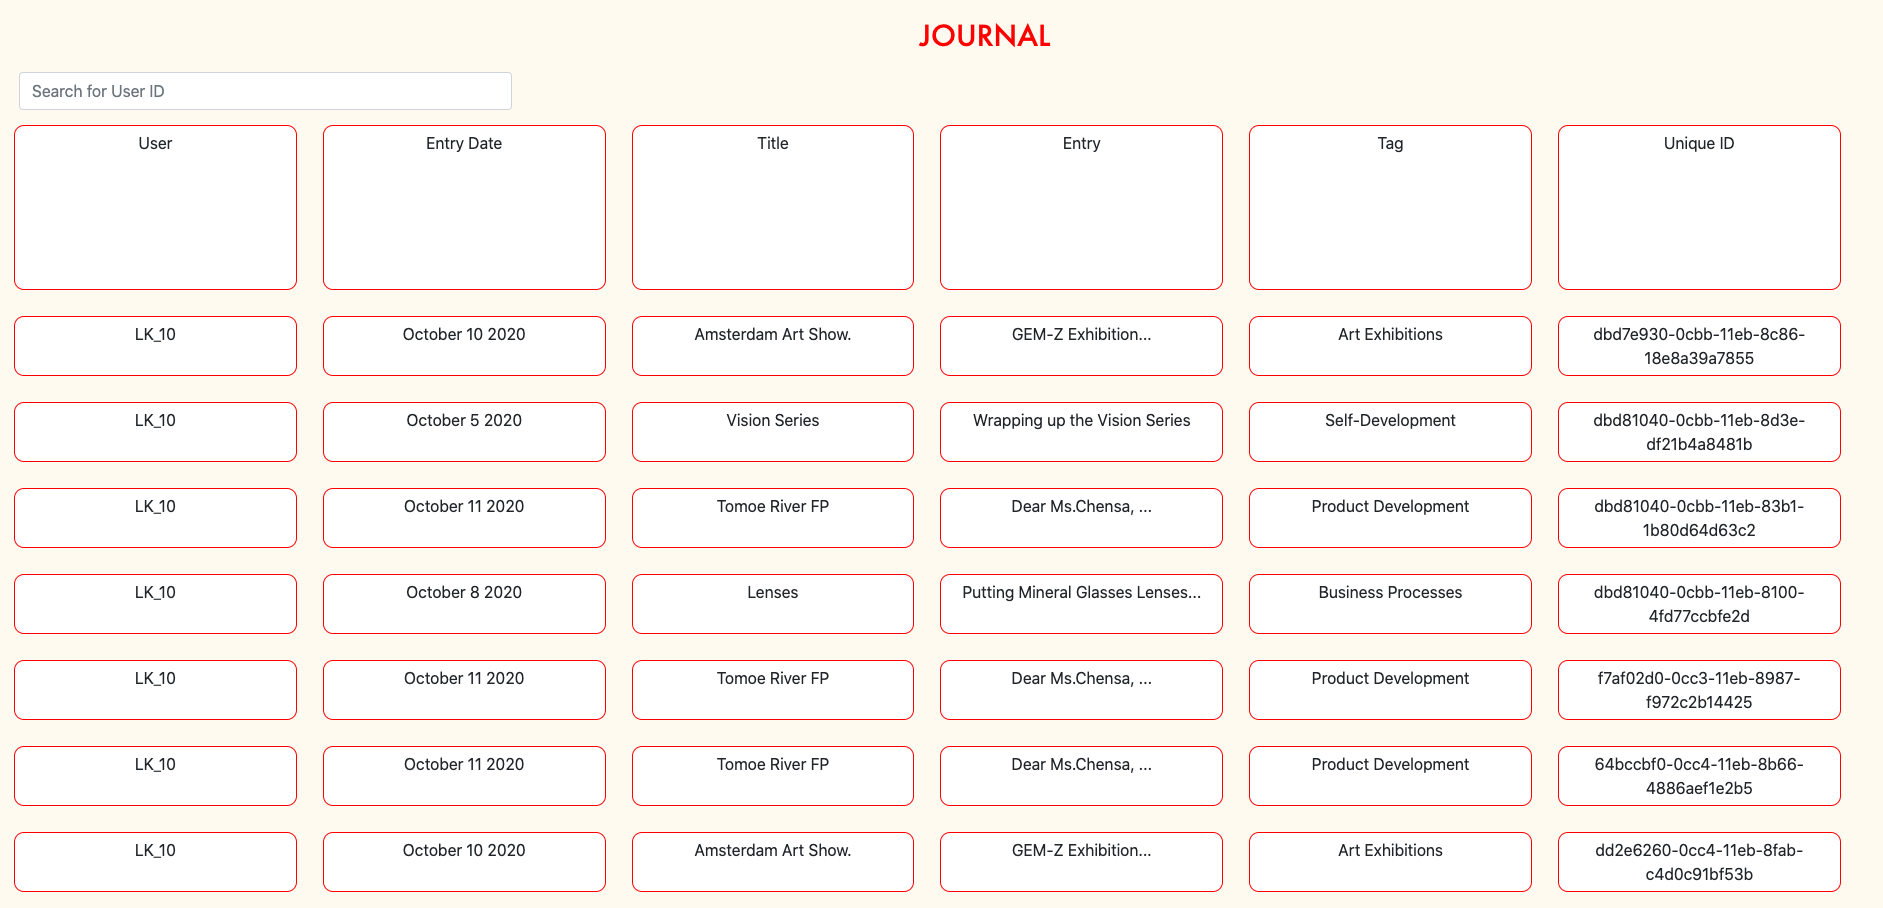 JOURNAL
Search for User ID
User Entry Date Title Entry Tag Unique ID
LK_10 October 10 2020 Amsterdam Art Show. GEM-Z Exhibition... Art Exhibitions dbd7e930-0cbb-11eb-8c86-
18e8a39a7855
LK_10 October 5 2020 Vision Series Wrapping up the Vision Series Self-Development dbd81040-0cbb-11eb-8d3e-
df21b4a8481b
LK_10 October 11 2020 Tomoe River FP Dear Ms.Chensa, ... Product Development dbd81040-0cbb-11eb-83b1-
1b80d64d63c2
LK_10 October 8 2020 Lenses Putting Mineral Glasses Lenses... Business Processes dbd81040-0cbb-11eb-8100-
4fd77ccbfe2d
LK_10 October 11 2020 Tomoe River FP Dear Ms.Chensa, ... Product Development f7af02d0-0cc3-11eb-8987-
f972c2b14425
LK_10 October 11 2020 Tomoe River FP Dear Ms.Chensa, ... Product Development 64bccbf0-0cc4-11eb-8b66-
4886aef1e2b5
LK_10 October 10 2020 Amsterdam Art Show. GEM-Z Exhibition... Art Exhibitions dd2e6260-0cc4-11eb-8fab-
c4d0c91bf53b